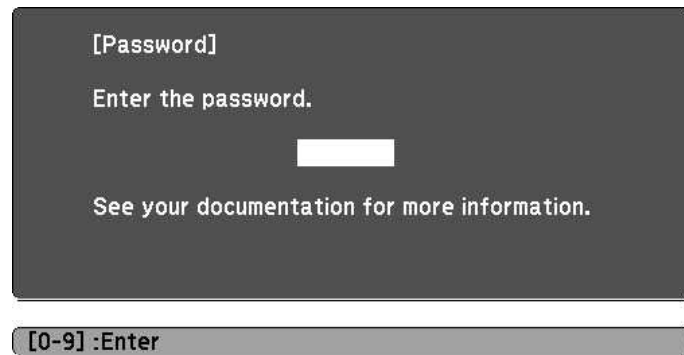 [Password]
Enter the password.
See your documentation for more information.
[0-9] :Enter